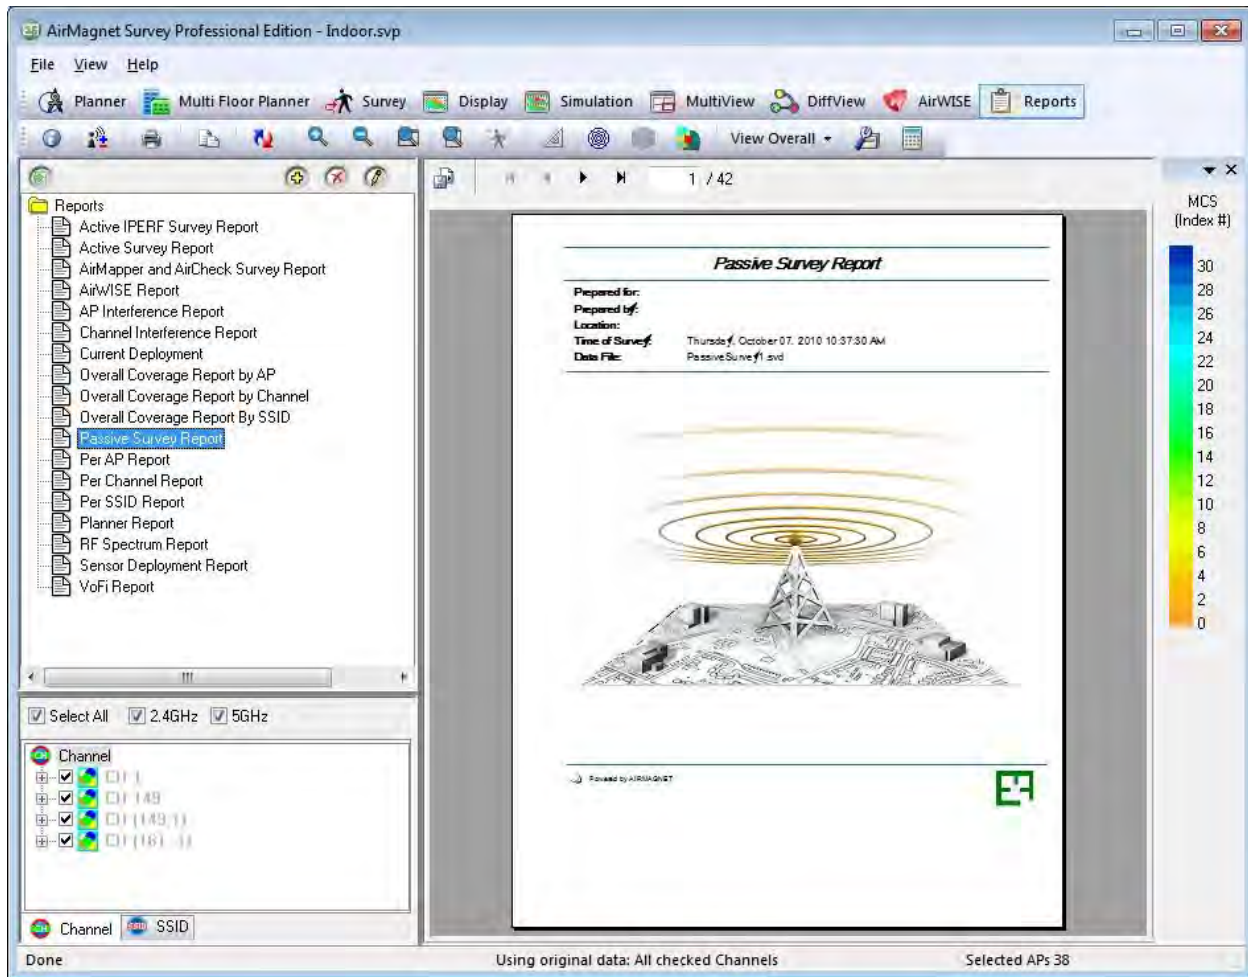 AirMagnet Survey Professional Edition - Indoor.svp
File View Help
Planner Multi Floor Planner Survey Display Simulation MultiView DiffView AirWISE Reports
View Overall
1 / 42
Reports
Active IPERF Survey Report
Active Survey Report
AirMapper and AirCheck Survey Report
AirWISE Report
AP Interference Report
Channel Interference Report
Current Deployment
Overall Coverage Report by AP
Overall Coverage Report by Channel
Overall Coverage Report By SSID
Passive Survey Report
Per AP Report
Per Channel Report
Per SSID Report
Planner Report
RF Spectrum Report
Sensor Deployment Report
VoFi Report
Select All 2.4GHz 5GHz
Channel
CH 1
CH 149
CH (149,1)
Channel SSID
Passive Survey Report
Prepared for:
Prepared by:
Location:
Time of Survey: Thursday, October 07, 2010 10:37:30 AM
Data File: PassiveSurvey1.svd
Powered by AIRMAGNET
MCS
(Index #)
30
28
26
24
22
20
18
16
14
12
10
8
6
4
2
0
Done
Using original data: All checked Channels
Selected APs 38